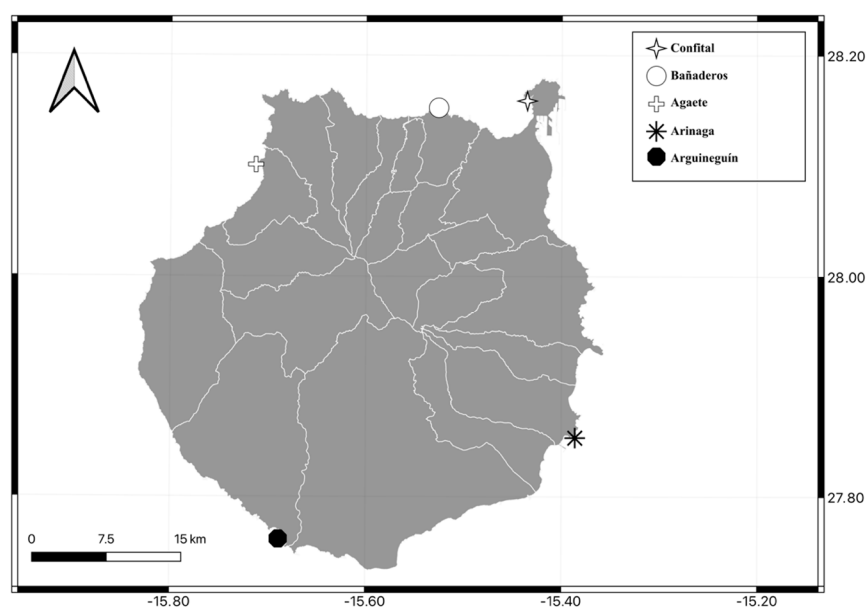 Confital
Bañaderos
Agaete
Arinaga
Arguineguín
28.20
28.00
27.80
0 7.5 15 km
-15.80 -15.60 -15.40 -15.20